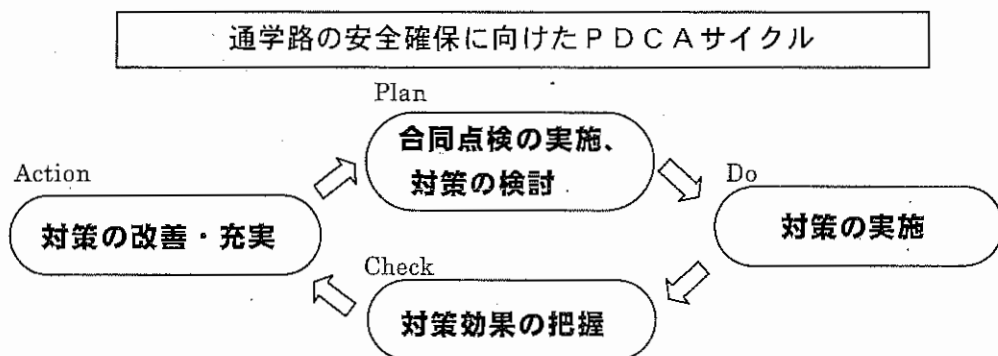 通学路の安全確保に向けたPDCAサイクル
Plan
合同点検の実施、
対策の検討
Action
対策の改善・充実
Do
対策の実施
Check
対策効果の把握